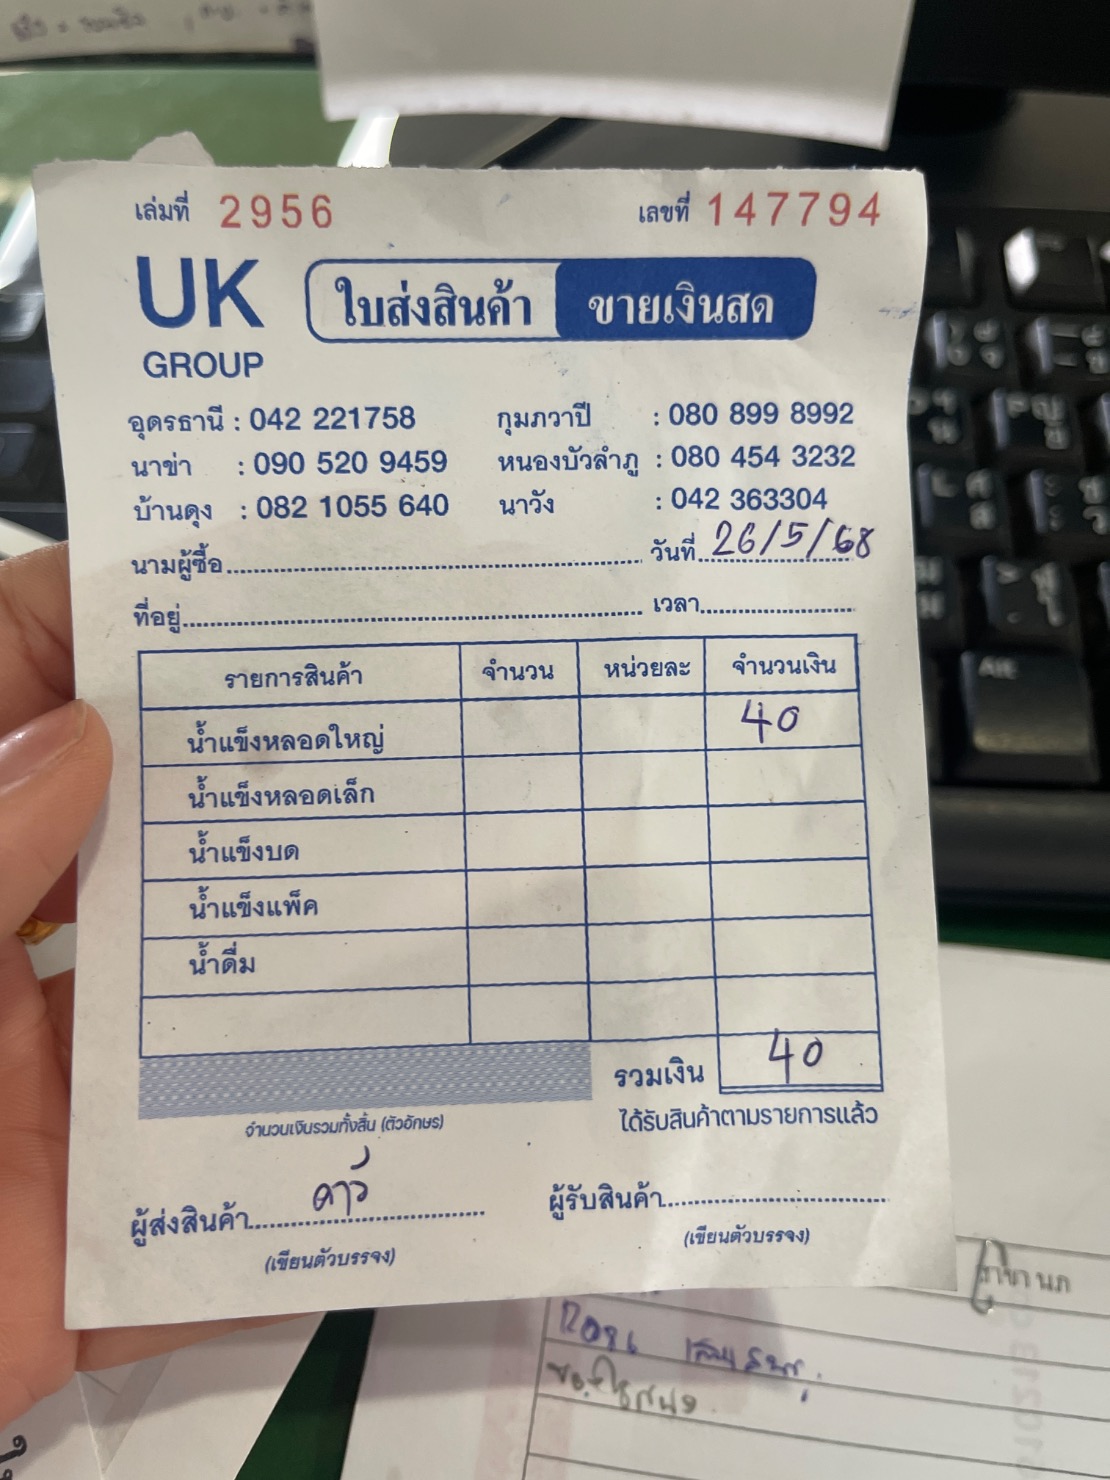 เล่มที่ 2956 เลขที่ 147794
UK GROUP
ใบส่งสินค้า ขายเงินสด
อุดรธานี : 042 221758 กุมภวาปี : 080 899 8992
นาข่า : 090 520 9459 หนองบัวลำภู : 080 454 3232
บ้านดุง : 082 1055 640 นาวัง : 042 363304
นามผู้ซื้อ วันที่ 26/5/68
ที่อยู่ เวลา
รายการสินค้า จำนวน หน่วยละ จำนวนเงิน
น้ำแข็งหลอดใหญ่ 40
น้ำแข็งหลอดเล็ก
น้ำแข็งบด
น้ำแข็งแพ็ค
น้ำดื่ม
รวมเงิน 40
จำนวนเงินรวมทั้งสิ้น (ตัวอักษร) ได้รับสินค้าตามรายการแล้ว
ผู้ส่งสินค้า ผู้รับสินค้า
(เขียนตัวบรรจง) (เขียนตัวบรรจง)
Alt